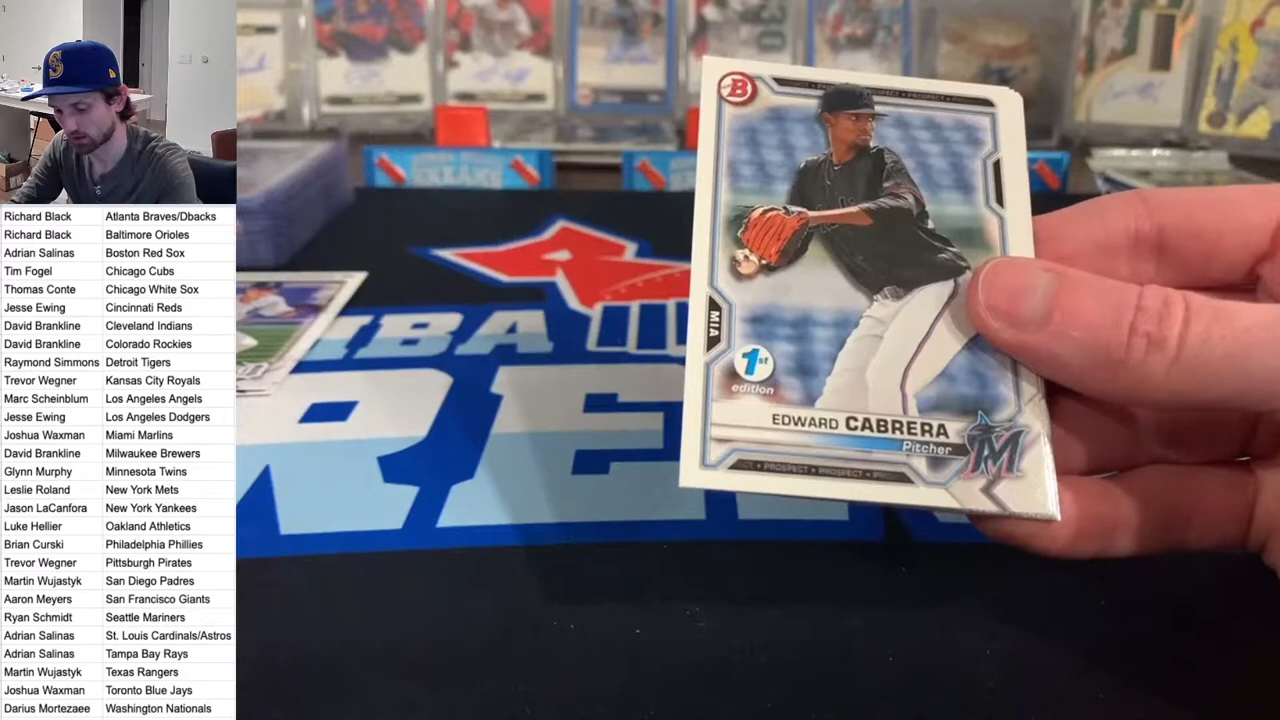 Richard Black Atlanta Braves/Dbacks
Richard Black Baltimore Orioles
Adrian Salinas Boston Red Sox
Tim Fogel Chicago Cubs
Thomas Conte Chicago White Sox
Jesse Ewing Cincinnati Reds
David Brankline Cleveland Indians
David Brankline Colorado Rockies
Raymond Simmons Detroit Tigers
Trevor Wegner Kansas City Royals
Marc Scheinblum Los Angeles Angels
Jesse Ewing Los Angeles Dodgers
Joshua Waxman Miami Marlins
David Brankline Milwaukee Brewers
Glynn Murphy Minnesota Twins
Leslie Roland New York Mets
Jason LaCanfora New York Yankees
Luke Hellier Oakland Athletics
Brian Curski Philadelphia Phillies
Trevor Wegner Pittsburgh Pirates
Martin Wujastyk San Diego Padres
Aaron Meyers San Francisco Giants
Ryan Schmidt Seattle Mariners
Adrian Salinas St. Louis Cardinals/Astros
Adrian Salinas Tampa Bay Rays
Martin Wujastyk Texas Rangers
Joshua Waxman Toronto Blue Jays
Darius Mortezaee Washington Nationals
S
B
PROSPECT • PROSPECT
MIA
1st
edition
EDWARD CABRERA
Pitcher
M
PROSPECT • PROSPECT
BA
RE